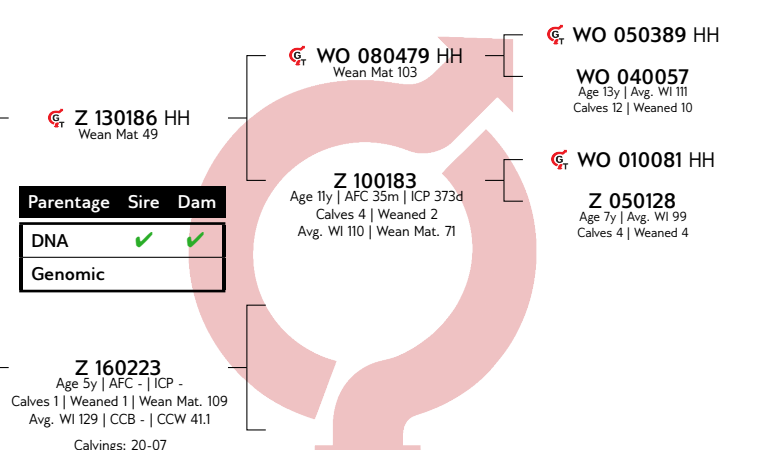 GT WO 050389 HH
GT WO 080479 HH
Wean Mat 103
WO 040057
Age 13y | Avg. WI 111
Calves 12 | Weaned 10
GT Z 130186 HH
Wean Mat 49
GT WO 010081 HH
Z 100183
Age 11y | AFC 35m | ICP 373d
Calves 4 | Weaned 2
Avg. WI 110 | Wean Mat. 71
Z 050128
Age 7y | Avg. WI 99
Calves 4 | Weaned 4
Parentage Sire Dam
DNA ✔ ✔
Genomic
Z 160223
Age 5y | AFC - | ICP -
Calves 1 | Weaned 1 | Wean Mat. 109
Avg. WI 129 | CCB - | CCW 41.1
Calvings: 20-07